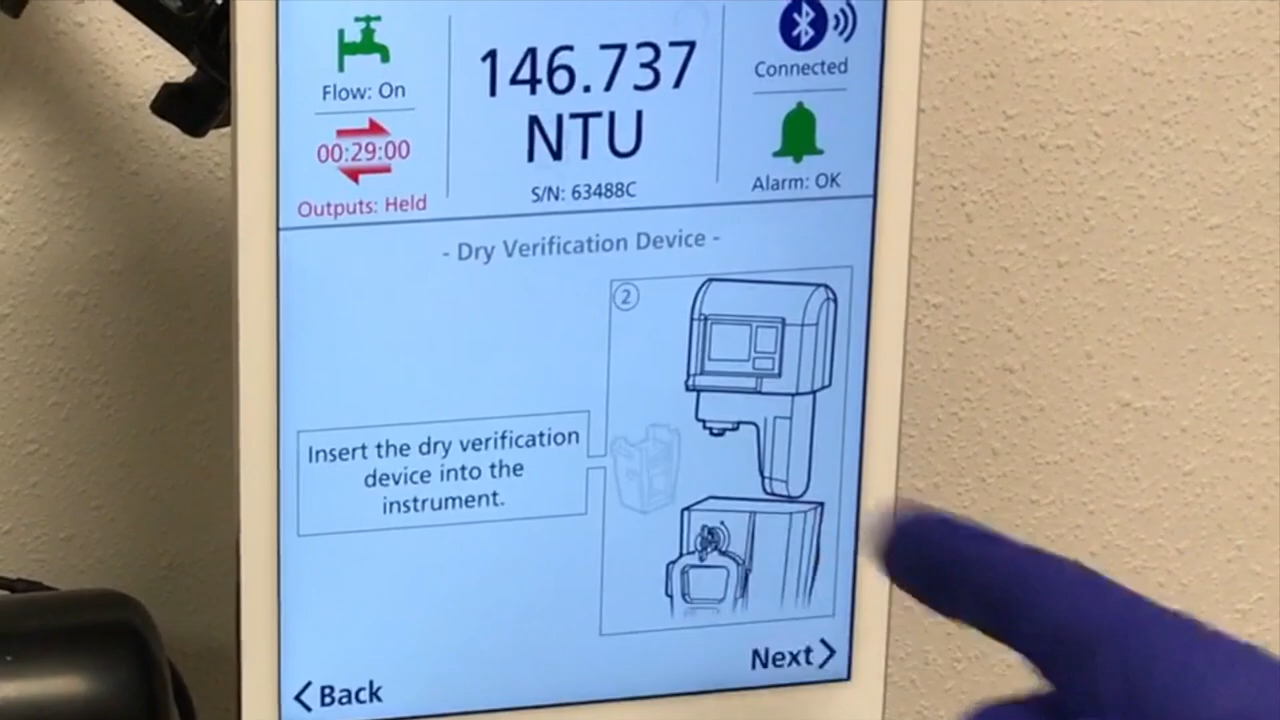 Flow: On
00:29:00
Outputs: Held
146.737
NTU
S/N: 63488C
Connected
Alarm: OK
- Dry Verification Device -
2
Insert the dry verification
device into the
instrument.
Back
Next